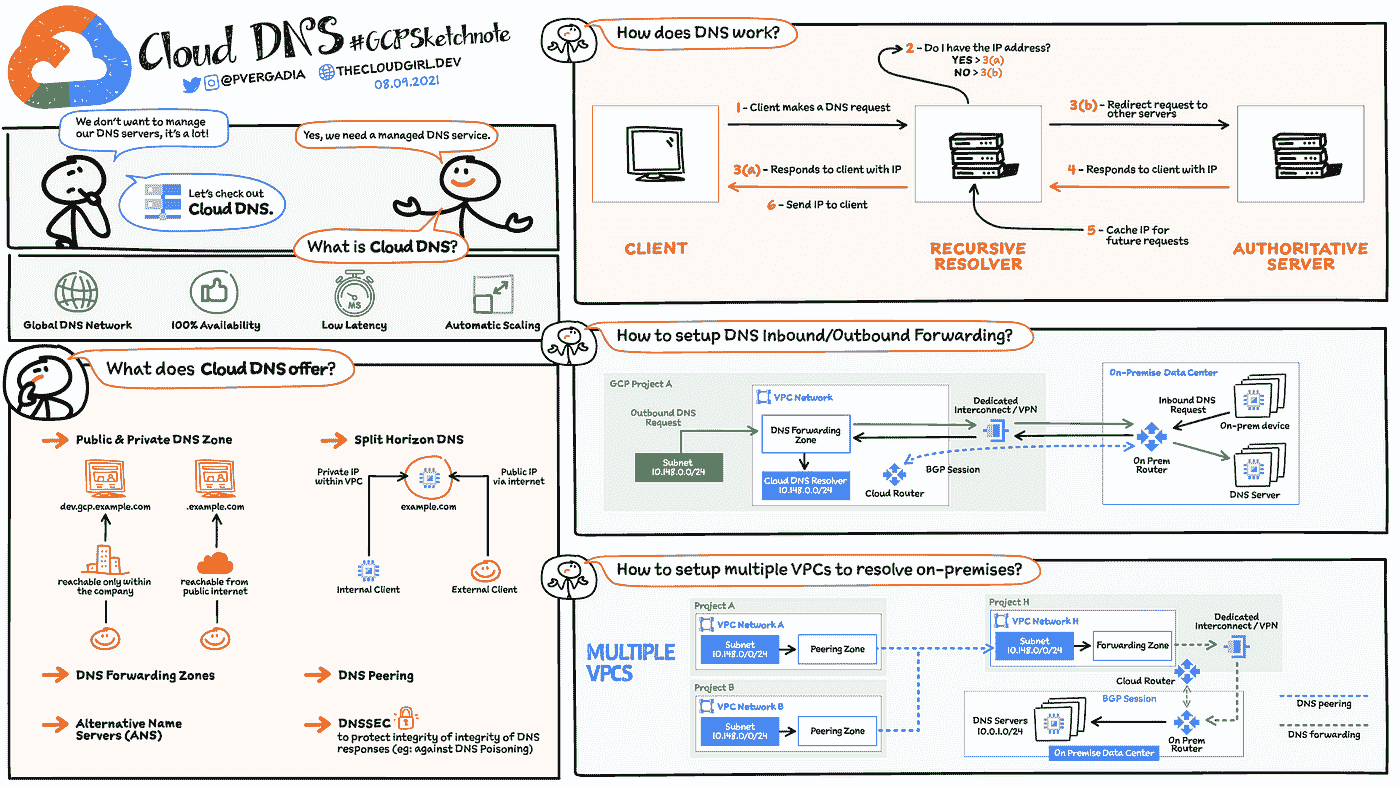 Cloud DNS #GCPSketchnote
@PVERGADIA THECLOUDGIRL.DEV
08.09.2021
We don't want to manage
our DNS servers, it's a lot!
Yes, we need a managed DNS service.
Let's check out
Cloud DNS.
What is Cloud DNS?
MS
Global DNS Network
100% Availability
Low Latency
Automatic Scaling
What does Cloud DNS offer?
Public & Private DNS Zone
dev.gcp.example.com
.example.com
reachable only within
the company
reachable from
public internet
Split Horizon DNS
Private IP
within VPC
Public IP
via internet
example.com
Internal Client
External Client
DNS Forwarding Zones
DNS Peering
Alternative Name
Servers (ANS)
DNSSEC
to protect integrity of integrity of DNS
responses (eg: against DNS Poisoning)
How does DNS work?
2 - Do I have the IP address?
YES > 3(a)
NO > 3(b)
1 - Client makes a DNS request
3(b) - Redirect request to
other servers
3(a) - Responds to client with IP
4 - Responds to client with IP
6 - Send IP to client
5 - Cache IP for
future requests
CLIENT
RECURSIVE
RESOLVER
AUTHORITATIVE
SERVER
How to setup DNS Inbound/Outbound Forwarding?
GCP Project A
Outbound DNS
Request
Subnet
10.148.0.0/24
VPC Network
DNS Forwarding
Zone
Cloud DNS Resolver
10.148.0.0/24
Dedicated
Interconnect / VPN
BGP Session
Cloud Router
On-Premise Data Center
Inbound DNS
Request
On-prem device
On Prem
Router
DNS Server
How to setup multiple VPCs to resolve on-premises?
MULTIPLE
VPCS
Project A
VPC Network A
Subnet
10.148.0/0/24
Peering Zone
Project B
VPC Network B
Subnet
10.148.0/0/24
Peering Zone
Project H
VPC Network H
Subnet
10.148.0/0/24
Forwarding Zone
Dedicated
Interconnect / VPN
Cloud Router
BGP Session
DNS Servers
10.0.1.0/24
On Prem
Router
On Premise Data Center
DNS peering
DNS forwarding